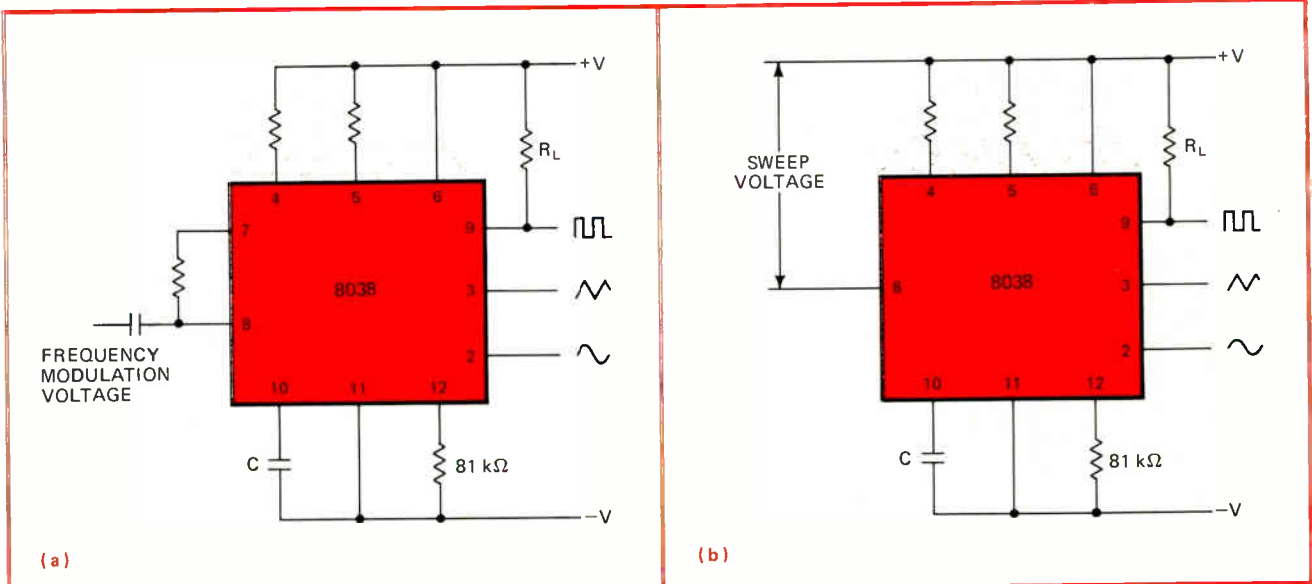 +V
R_L
4 5 6
7
9
8038
3
8
2
FREQUENCY
MODULATION
VOLTAGE
10 11 12
C
81 kΩ
−V
(a)
+V
SWEEP
VOLTAGE
R_L
4 5 6
9
8
8038
3
2
10 11 12
C
81 kΩ
−V
(b)